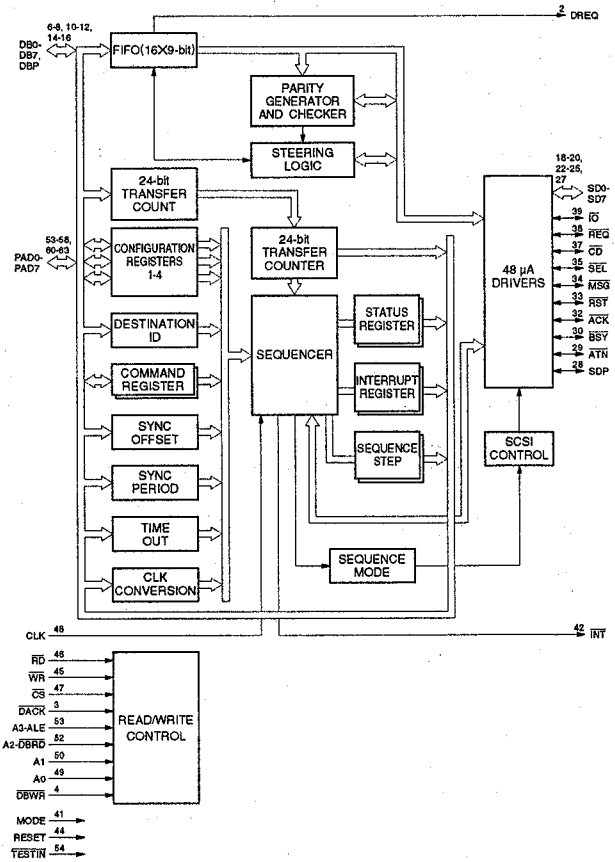 2
DREQ
6-8, 10-12,
14-16
DB0-
DB7,
DBP
FIFO(16X9-bit)
PARITY
GENERATOR
AND CHECKER
STEERING
LOGIC
24-bit
TRANSFER
COUNT
53-58,
60-63
PAD0-
PAD7
CONFIGURATION
REGISTERS
1-4
24-bit
TRANSFER
COUNTER
DESTINATION
ID
COMMAND
REGISTER
SYNC
OFFSET
SYNC
PERIOD
TIME
OUT
CLK
CONVERSION
SEQUENCER
STATUS
REGISTER
INTERRUPT
REGISTER
SEQUENCE
STEP
SEQUENCE
MODE
48 µA
DRIVERS
SCSI
CONTROL
18-20,
22-25,
27
SD0-
SD7
39 IO
38 REQ
37 CD
35 SEL
34 MSG
33 RST
32 ACK
30 BSY
29 ATN
28 SDP
CLK 48
42 INT
RD 46
WR 45
CS 47
DACK 3
A3-ALE 53
A2-DBRD 52
A1 50
A0 49
DBWR 4
READ/WRITE
CONTROL
MODE 41
RESET 44
TESTIN 54